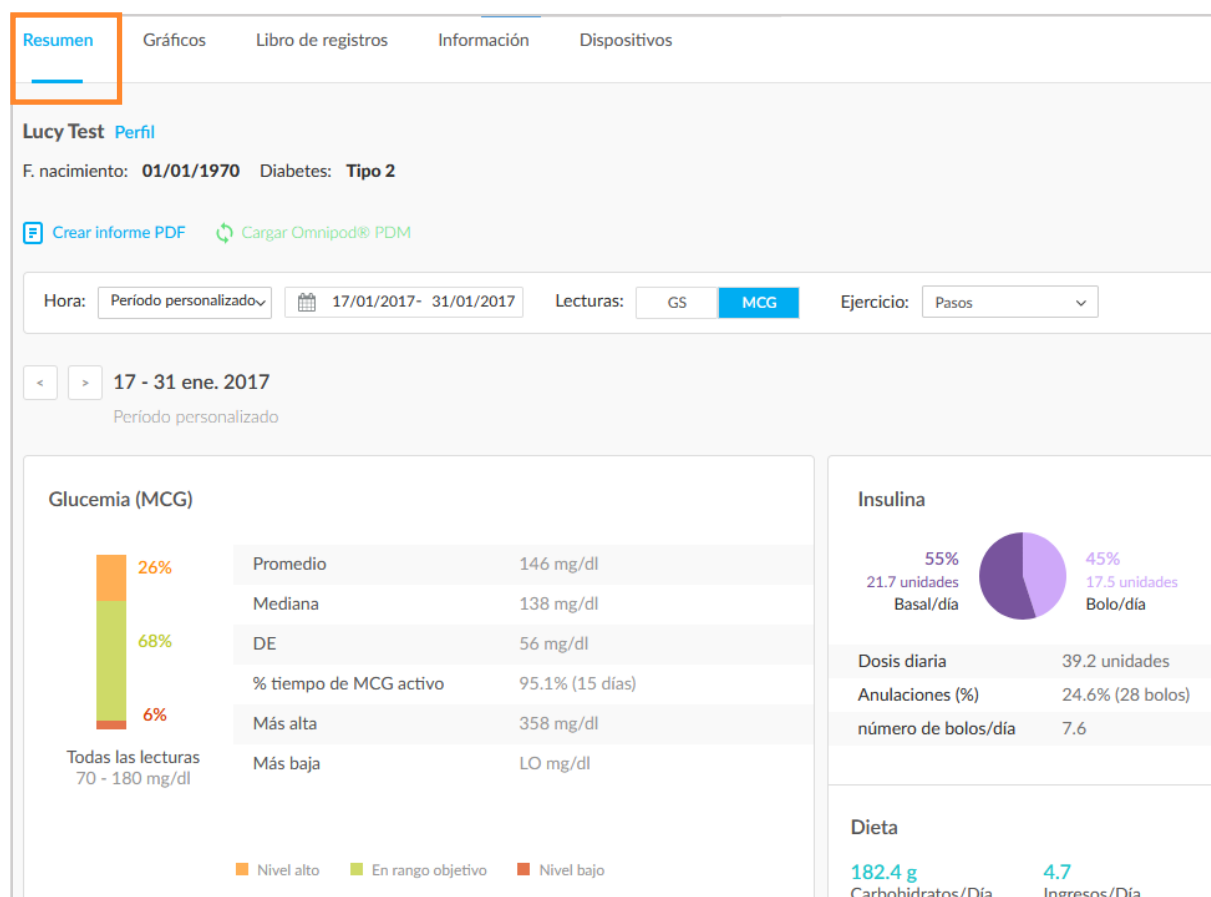 Resumen Gráficos Libro de registros Información Dispositivos
Lucy Test Perfil
F. nacimiento: 01/01/1970 Diabetes: Tipo 2
Crear informe PDF Cargar Omnipod® PDM
Hora: Período personalizado 17/01/2017- 31/01/2017 Lecturas: GS MCG Ejercicio: Pasos
< > 17 - 31 ene. 2017
Período personalizado
Glucemia (MCG)
26%
68%
6%
Todas las lecturas
70 - 180 mg/dl
Promedio 146 mg/dl
Mediana 138 mg/dl
DE 56 mg/dl
% tiempo de MCG activo 95.1% (15 días)
Más alta 358 mg/dl
Más baja LO mg/dl
Nivel alto En rango objetivo Nivel bajo
Insulina
55% 45%
21.7 unidades 17.5 unidades
Basal/día Bolo/día
Dosis diaria 39.2 unidades
Anulaciones (%) 24.6% (28 bolos)
número de bolos/día 7.6
Dieta
182.4 g 4.7
Carbohidratos/Día Ingresos/Día